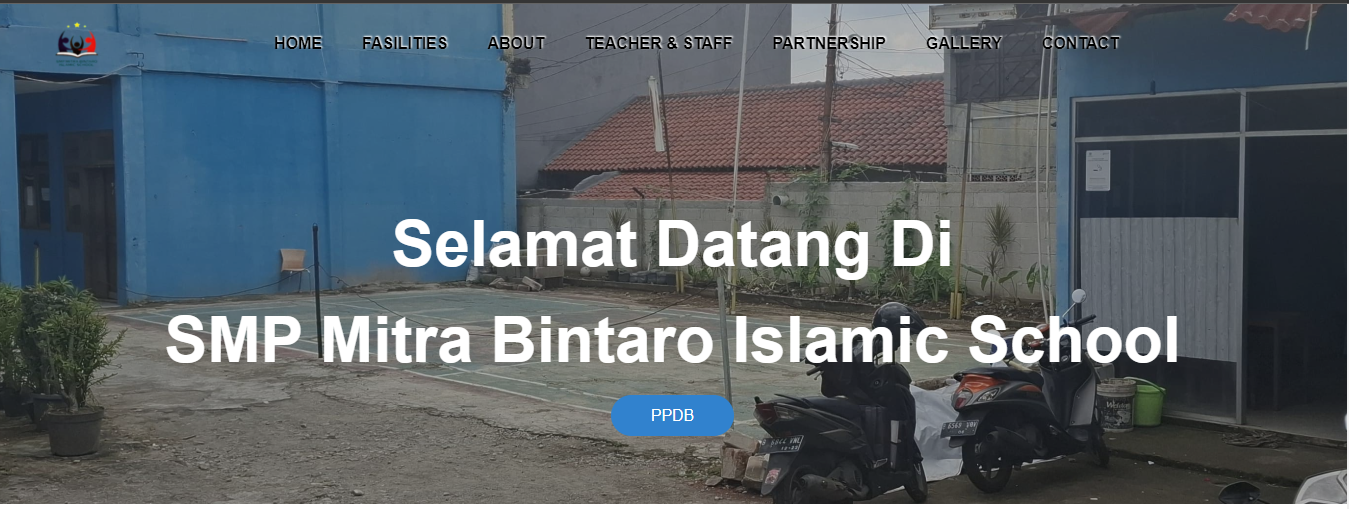 HOME FASILITIES ABOUT TEACHER & STAFF PARTNERSHIP GALLERY CONTACT
Selamat Datang Di
SMP Mitra Bintaro Islamic School
PPDB